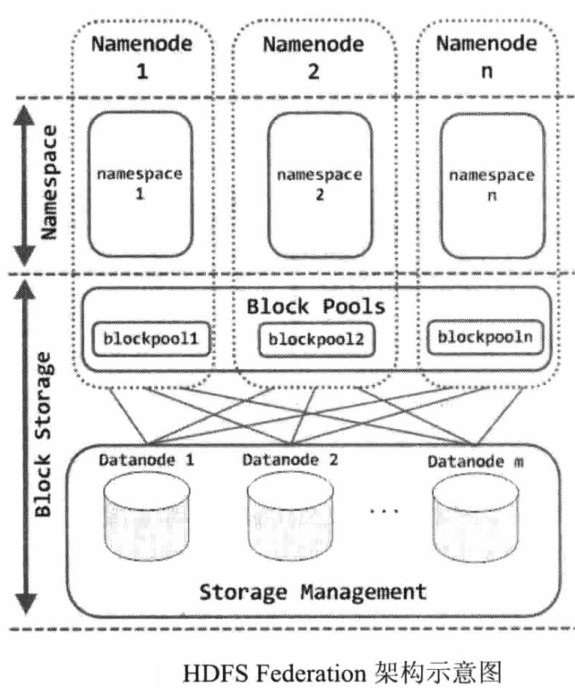 Namenode
1
Namenode
2
Namenode
n
Namespace
namespace
1
namespace
2
namespace
n
Block Storage
Block Pools
blockpool1
blockpool2
blockpooln
Datanode 1
Datanode 2
Datanode m
...
Storage Management
HDFS Federation 架构示意图